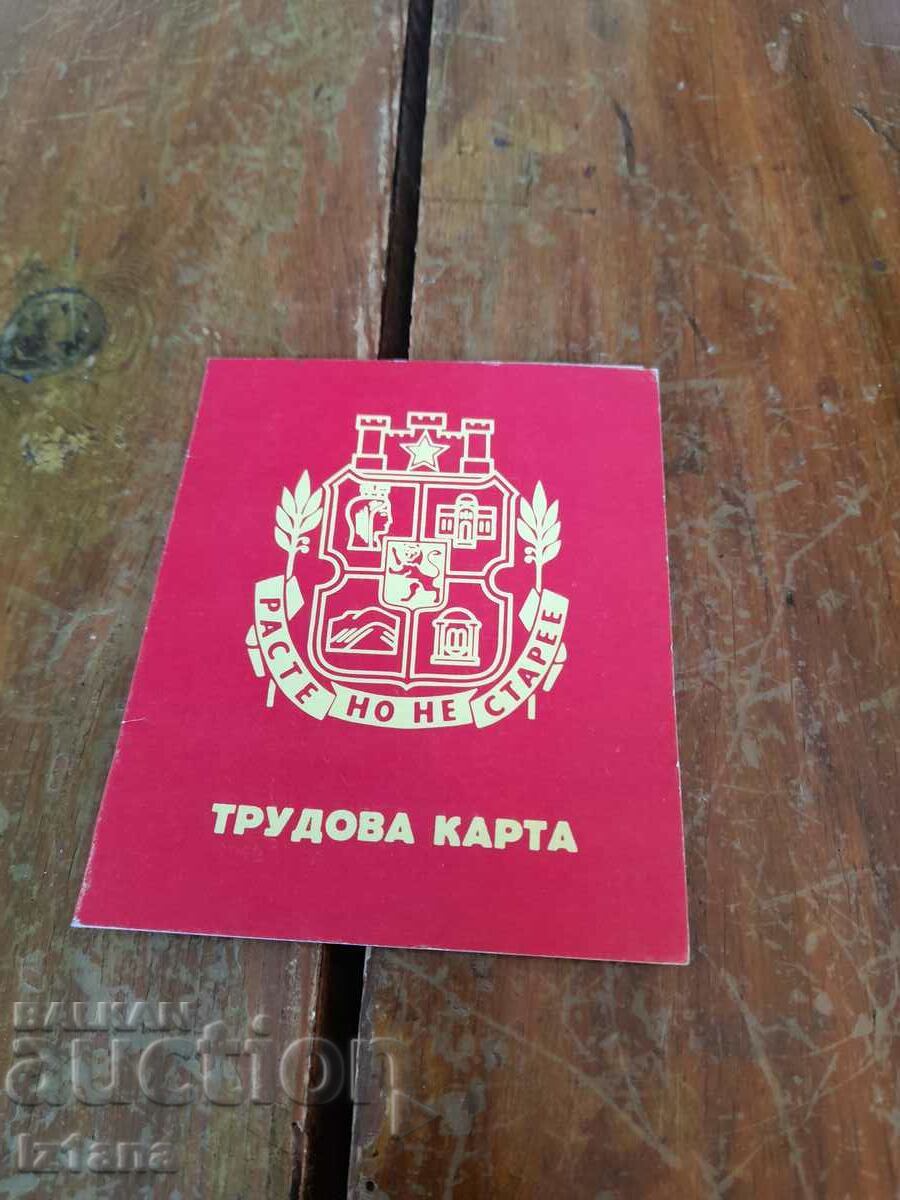 РАСТЕ НО НЕ СТАРЕЕ
ТРУДОВА КАРТА
BALKAN
auction
iz1ana